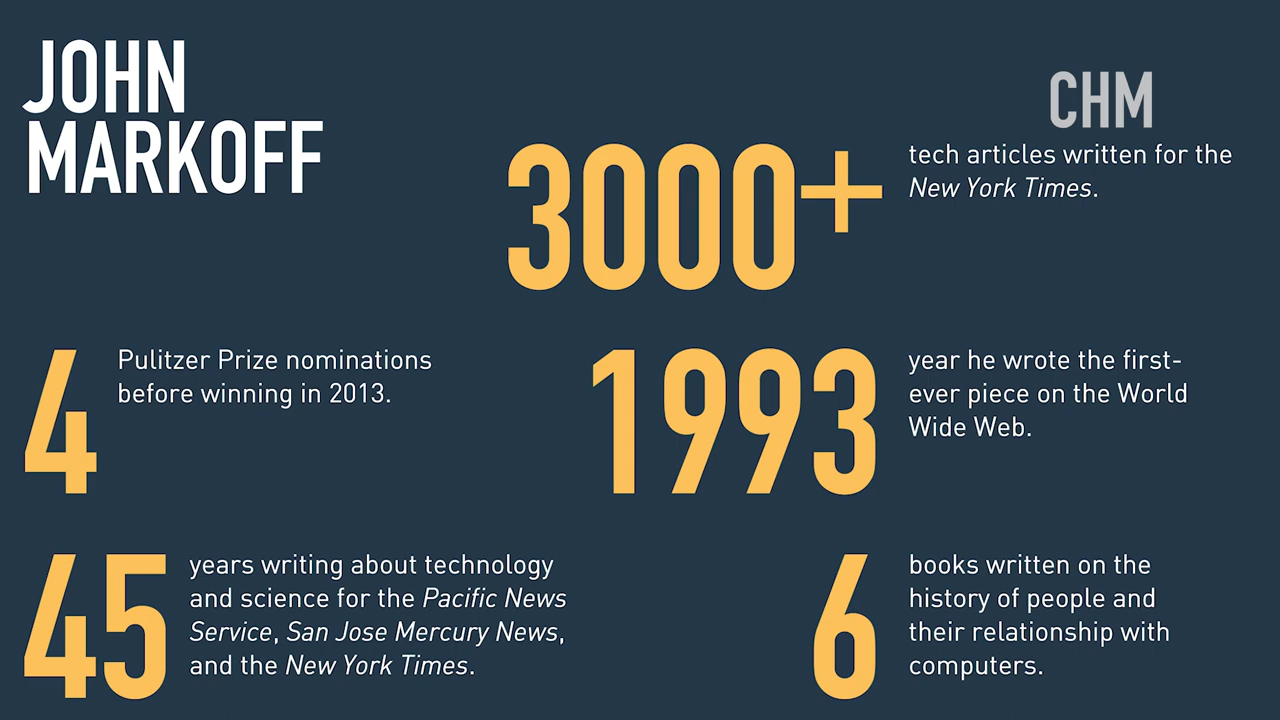 JOHN
MARKOFF
CHM
3000+
tech articles written for the
New York Times.
4
Pulitzer Prize nominations
before winning in 2013.
1993
year he wrote the first-
ever piece on the World
Wide Web.
45
years writing about technology
and science for the Pacific News
Service, San Jose Mercury News,
and the New York Times.
6
books written on the
history of people and
their relationship with
computers.